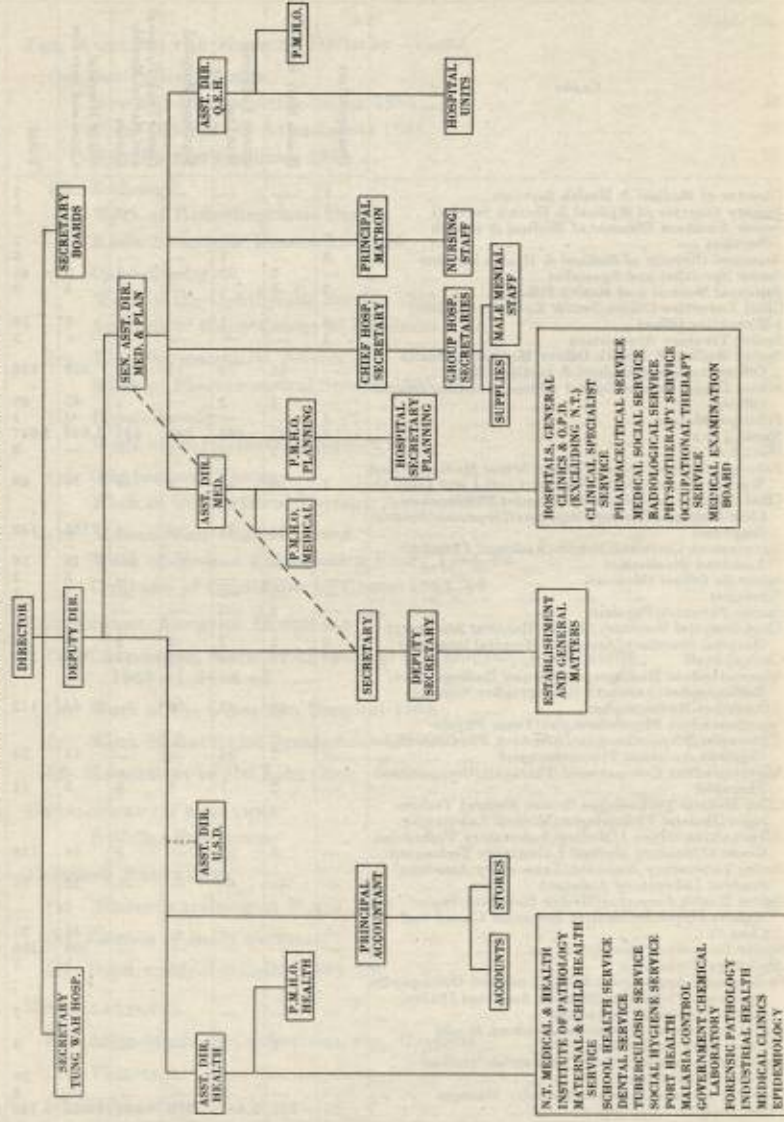 DIRECTOR
SECRETARY
TUNG WAH HOSP.
DEPUTY DIR.
SECRETARY
BOARDS
SEN. ASST. DIR.
MED. & PLAN
ASST. DIR.
HEALTH
ASST. DIR.
U.S.D.
ASST. DIR.
MED.
ASST. DIR.
Q.E.H.
P.M.H.O.
HEALTH
P.M.H.O.
MEDICAL
P.M.H.O.
PLANNING
P.M.H.O.
PRINCIPAL
ACCOUNTANT
SECRETARY
HOSPITAL
SECRETARY
PLANNING
CHIEF HOSP.
SECRETARY
PRINCIPAL
MATRON
DEPUTY
SECRETARY
GROUP HOSP.
SECRETARIES
NURSING
STAFF
HOSPITAL
UNITS
ACCOUNTS
STORES
SUPPLIES
MALE MENIAL
STAFF
N.T. MEDICAL & HEALTH
INSTITUTE OF PATHOLOGY
MATERNAL & CHILD HEALTH
SERVICE
SCHOOL HEALTH SERVICE
DENTAL SERVICE
TUBERCULOSIS SERVICE
SOCIAL HYGIENE SERVICE
PORT HEALTH
MALARIA CONTROL
GOVERNMENT CHEMICAL
LABORATORY
FORENSIC PATHOLOGY
INDUSTRIAL HEALTH
MEDICAL CLINICS
EPIDEMIOLOGY
ESTABLISHMENT
AND GENERAL
MATTERS
HOSPITALS, GENERAL
CLINICS & O.P.D.
(EXCLUDING N.T.)
CLINICAL SPECIALIST
SERVICE
PHARMACEUTICAL SERVICE
MEDICAL SOCIAL SERVICE
RADIOLOGICAL SERVICE
PHYSIOTHERAPY SERVICE
OCCUPATIONAL THERAPY
SERVICE
MEDICAL EXAMINATION
BOARD